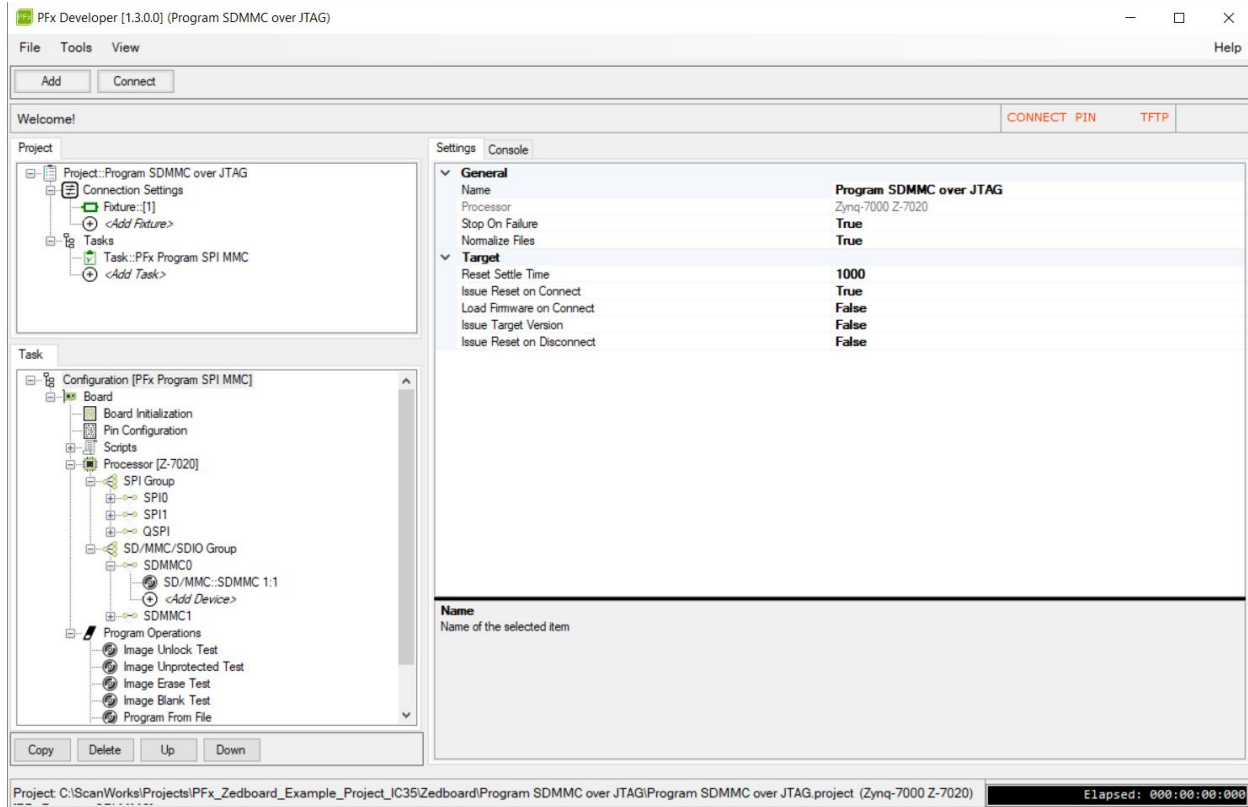 PFx Developer [1.3.0.0] (Program SDMMC over JTAG)
File Tools View Help
Add Connect
Welcome! CONNECT PIN TFTP
Project
Project::Program SDMMC over JTAG
Connection Settings
Fixture::[1]
<Add Fixture>
Tasks
Task::PFx Program SPI MMC
<Add Task>
Task
Configuration [PFx Program SPI MMC]
Board
Board Initialization
Pin Configuration
Scripts
Processor [Z-7020]
SPI Group
SPI0
SPI1
QSPI
SD/MMC/SDIO Group
SDMMC0
SD/MMC::SDMMC 1:1
<Add Device>
SDMMC1
Program Operations
Image Unlock Test
Image Unprotected Test
Image Erase Test
Image Blank Test
Program From File
Copy Delete Up Down
Settings Console
General
Name Program SDMMC over JTAG
Processor Zynq-7000 Z-7020
Stop On Failure True
Normalize Files True
Target
Reset Settle Time 1000
Issue Reset on Connect True
Load Firmware on Connect False
Issue Target Version False
Issue Reset on Disconnect False
Name
Name of the selected item
Project: C:\ScanWorks\Projects\PFx_Zedboard_Example_Project_IC35\Zedboard\Program SDMMC over JTAG\Program SDMMC over JTAG.project (Zynq-7000 Z-7020) Elapsed: 000:00:00:000